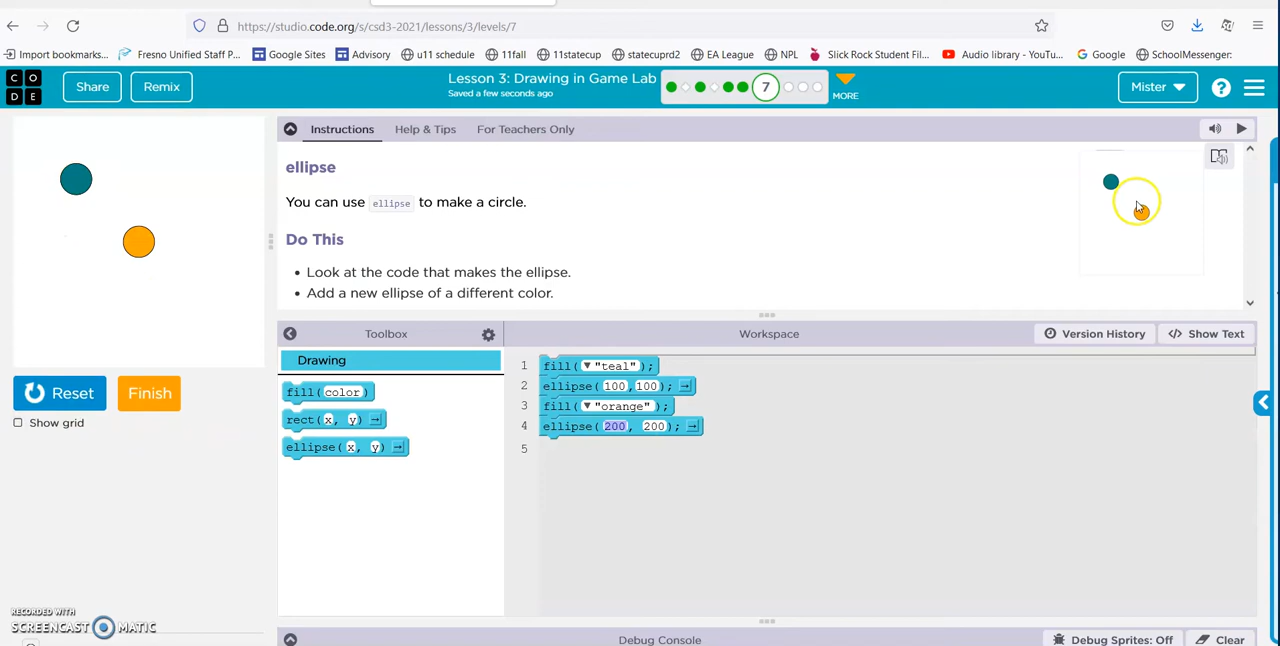 https://studio.code.org/s/csd3-2021/lessons/3/levels/7
Import bookmarks... Fresno Unified Staff P... Google Sites Advisory u11 schedule 11fall 11statecup statecuprd2 EA League NPL Slick Rock Student Fil... Audio library - YouTu... Google SchoolMessenger:
C O
D E
Share
Remix
Lesson 3: Drawing in Game Lab
Saved a few seconds ago
7
MORE
Mister
?
Instructions Help & Tips For Teachers Only
ellipse
You can use ellipse to make a circle.
Do This
• Look at the code that makes the ellipse.
• Add a new ellipse of a different color.
Reset
Finish
Show grid
Toolbox
Workspace
Version History
</> Show Text
Drawing
fill(color)
rect(x, y)
ellipse(x, y)
1 fill("teal");
2 ellipse(100,100);
3 fill("orange");
4 ellipse(200, 200);
5
RECORDED WITH
SCREENCAST MATIC
Debug Console
Debug Sprites: Off
Clear